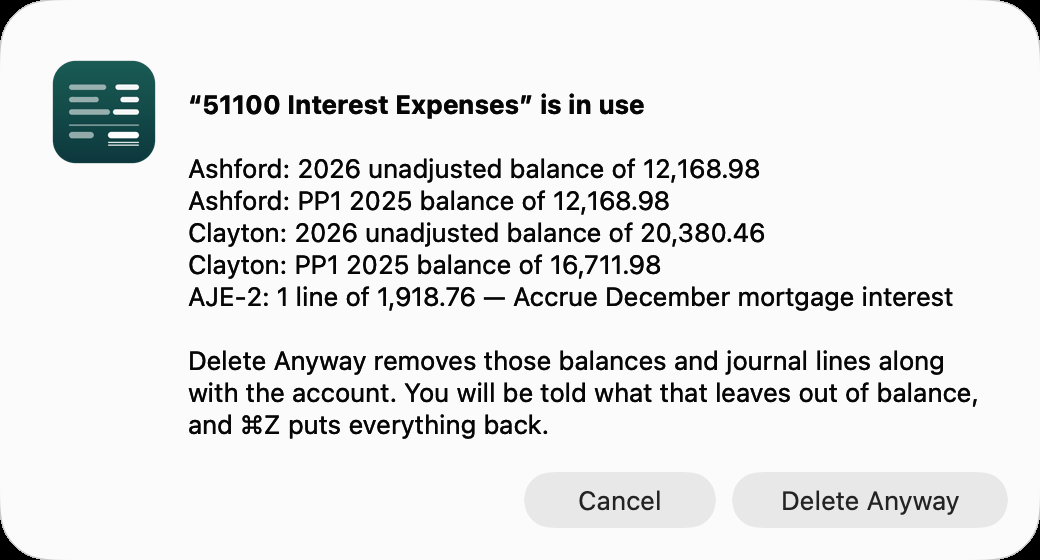 “51100 Interest Expenses” is in use
Ashford: 2026 unadjusted balance of 12,168.98
Ashford: PP1 2025 balance of 12,168.98
Clayton: 2026 unadjusted balance of 20,380.46
Clayton: PP1 2025 balance of 16,711.98
AJE-2: 1 line of 1,918.76 — Accrue December mortgage interest
Delete Anyway removes those balances and journal lines along
with the account. You will be told what that leaves out of balance,
and ⌘Z puts everything back.
Cancel
Delete Anyway